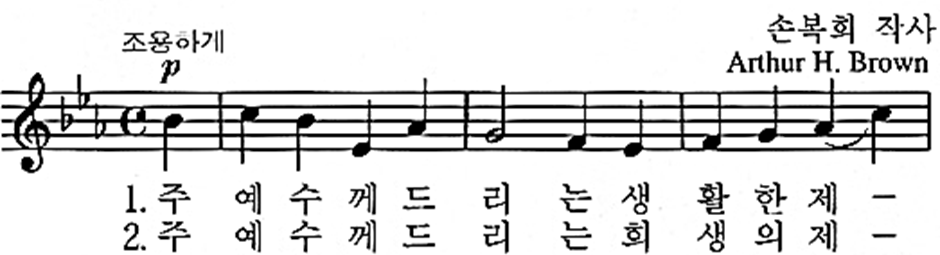 조용하게
손복희 작사
p
Arthur H. Brown
1. 주 예 수 께 드 리 는 생 활 한 제 –
2. 주 예 수 께 드 리 는 희 생 의 제 –